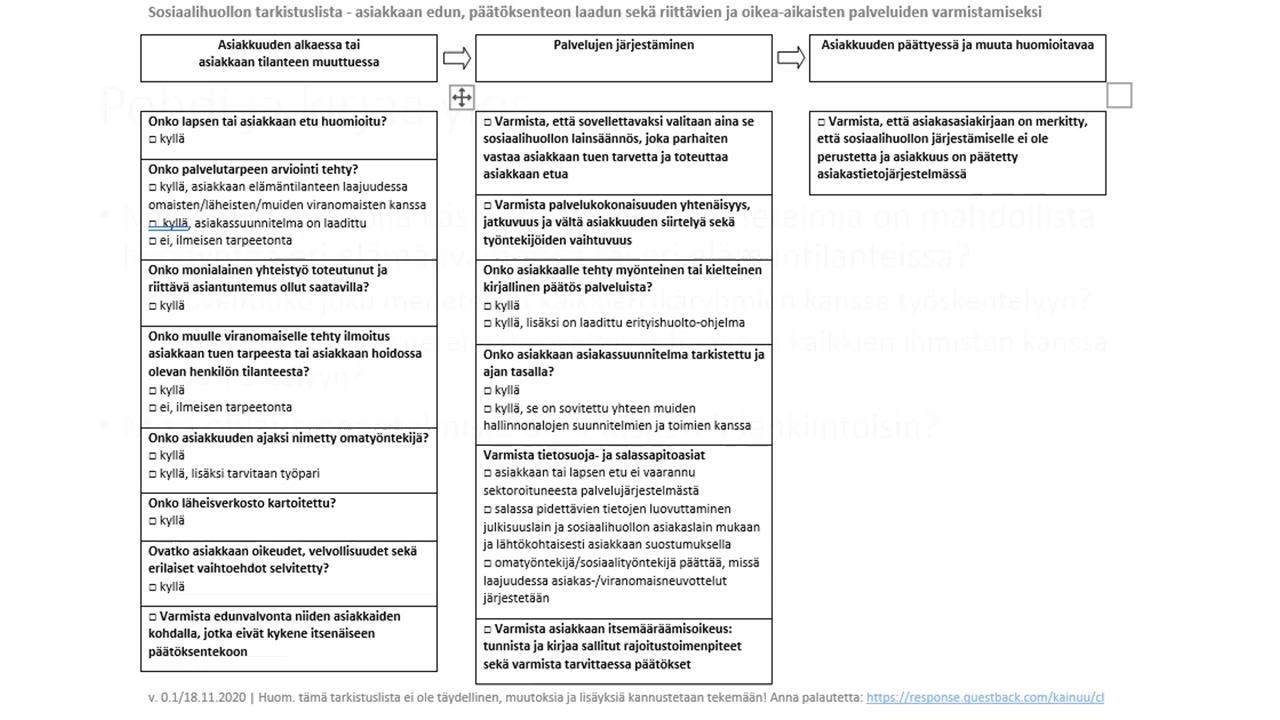 Sosiaalihuollon tarkistuslista - asiakkaan edun, päätöksenteon laadun sekä riittävien ja oikea-aikaisten palveluiden varmistamiseksi
Asiakkuuden alkaessa tai
asiakkaan tilanteen muuttuessa
Onko lapsen tai asiakkaan etu huomioitu?
□ kyllä
Onko palvelutarpeen arviointi tehty?
□ kyllä, asiakkaan elämäntilanteen laajuudessa
omaisten/läheisten/muiden viranomaisten kanssa
□ kyllä, asiakassuunnitelma on laadittu
□ ei, ilmeisen tarpeetonta
Onko monialainen yhteistyö toteutunut ja
riittävä asiantuntemus ollut saatavilla?
□ kyllä
Onko muulle viranomaiselle tehty ilmoitus
asiakkaan tuen tarpeesta tai asiakkaan hoidossa
olevan henkilön tilanteesta?
□ kyllä
□ ei, ilmeisen tarpeetonta
Onko asiakkuuden ajaksi nimetty omatyöntekijä?
□ kyllä
□ kyllä, lisäksi tarvitaan työpari
Onko läheisverkosto kartoitettu?
□ kyllä
Ovatko asiakkaan oikeudet, velvollisuudet sekä
erilaiset vaihtoehdot selvitetty?
□ kyllä
□ Varmista edunvalvonta niiden asiakkaiden
kohdalla, jotka eivät kykene itsenäiseen
päätöksentekoon
Palvelujen järjestäminen
□ Varmista, että sovellettavaksi valitaan aina se
sosiaalihuollon lainsäännös, joka parhaiten
vastaa asiakkaan tuen tarvetta ja toteuttaa
asiakkaan etua
□ Varmista palvelukokonaisuuden yhtenäisyys,
jatkuvuus ja vältä asiakkuuden siirtelyä sekä
työntekijöiden vaihtuvuus
Onko asiakkaalle tehty myönteinen tai kielteinen
kirjallinen päätös palveluista?
□ kyllä
□ kyllä, lisäksi on laadittu erityishuolto-ohjelma
Onko asiakkaan asiakassuunnitelma tarkistettu ja
ajan tasalla?
□ kyllä
□ kyllä, se on sovitettu yhteen muiden
hallinnonalojen suunnitelmien ja toimien kanssa
Varmista tietosuoja- ja salassapitoasiat
□ asiakkaan tai lapsen etu ei vaarannu
sektoroituneesta palvelujärjestelmästä
□ salassa pidettävien tietojen luovuttaminen
julkisuuslain ja sosiaalihuollon asiakaslain mukaan
ja lähtökohtaisesti asiakkaan suostumuksella
□ omatyöntekijä/sosiaalityöntekijä päättää, missä
laajuudessa asiakas-/viranomaisneuvottelut
järjestetään
□ Varmista asiakkaan itsemääräämisoikeus:
tunnista ja kirjaa sallitut rajoitustoimenpiteet
sekä varmista tarvittaessa päätökset
Asiakkuuden päättyessä ja muuta huomioitavaa
□ Varmista, että asiakasasiakirjaan on merkitty,
että sosiaalihuollon järjestämiselle ei ole
perustetta ja asiakkuus on päätetty
asiakastietojärjestelmässä
v. 0.1/18.11.2020 | Huom. tämä tarkistuslista ei ole täydellinen, muutoksia ja lisäyksiä kannustetaan tekemään! Anna palautetta: https://response.questback.com/kainuu/cl